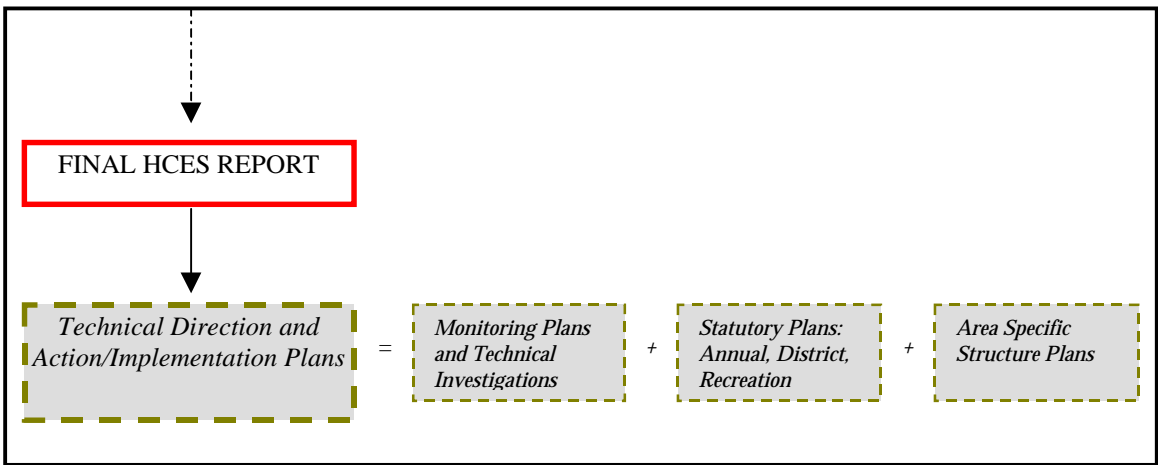 FINAL HCES REPORT
Technical Direction and
Action/Implementation Plans
=
Monitoring Plans
and Technical
Investigations
+
Statutory Plans:
Annual, District,
Recreation
+
Area Specific
Structure Plans